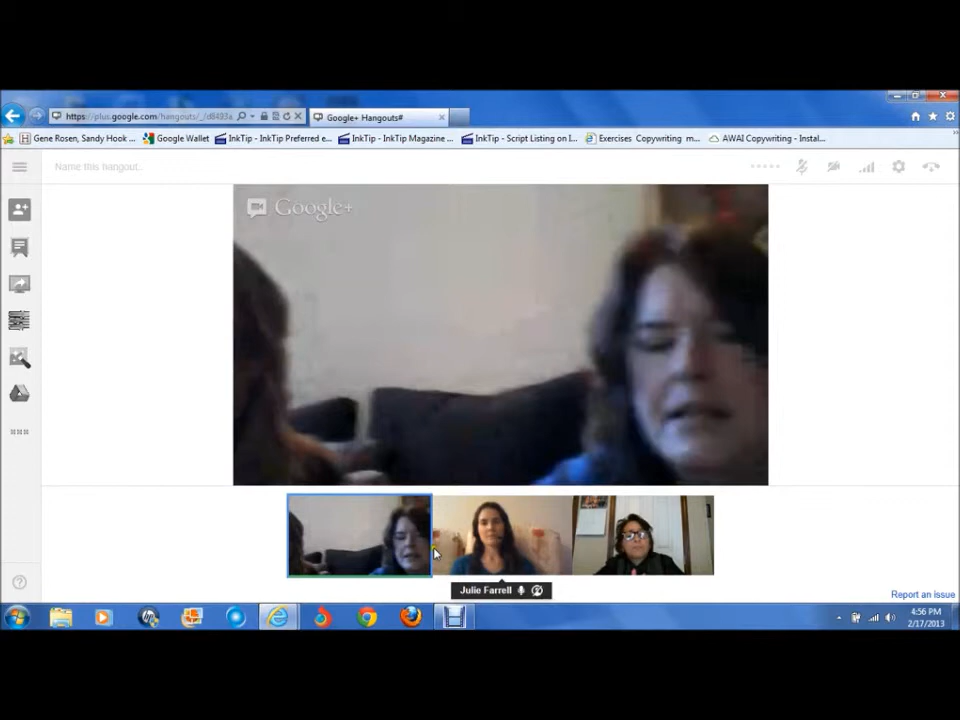 https://plus.google.com/hangouts/_/d8493a
Google+ Hangouts#
Gene Rosen, Sandy Hook ...
Google Wallet
InkTip - InkTip Preferred e...
InkTip - InkTip Magazine ...
InkTip - Script Listing on I...
Exercises Copywriting m...
AWAI Copywriting - Instal...
Name this hangout...
Google+
Julie Farrell
Report an issue
4:56 PM
2/17/2013